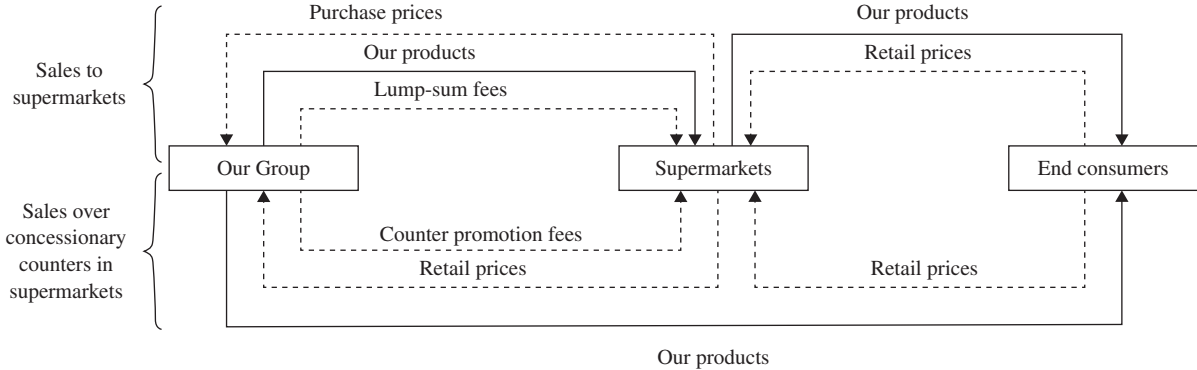 Purchase prices
Our products
Our products
Retail prices
Lump-sum fees
Sales to
supermarkets
Our Group
Supermarkets
End consumers
Sales over
concessionary
counters in
supermarkets
Counter promotion fees
Retail prices
Retail prices
Our products